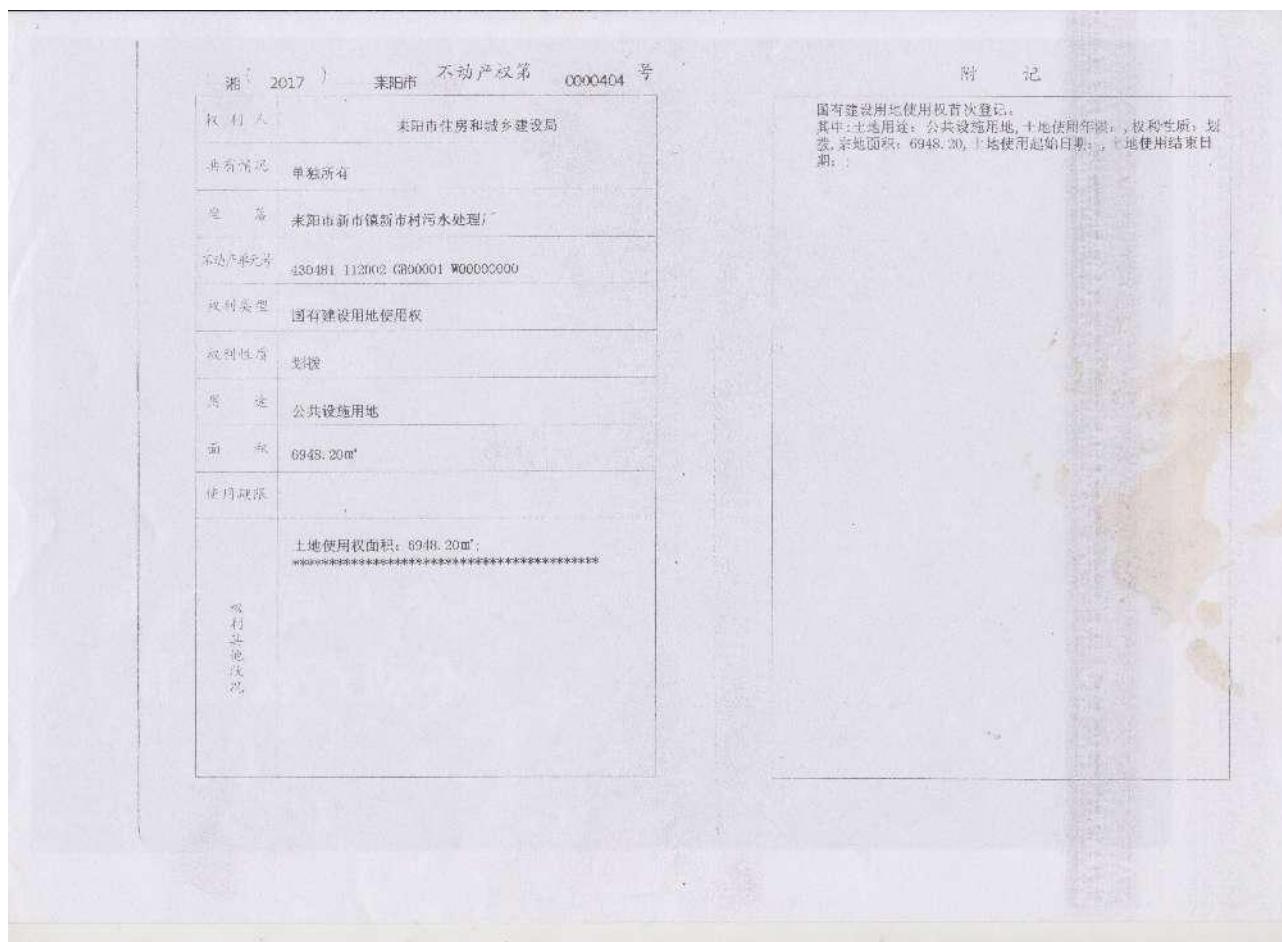 湘（2017）耒阳市不动产权第0000404号
权利人 耒阳市住房和城乡建设局
共有情况 单独所有
坐落 耒阳市新市镇新市村污水处理厂
不动产单元号 430481 112002 GB00001 W00000000
权利类型 国有建设用地使用权
权利性质 划拨
用途 公共设施用地
面积 6948.20㎡
使用期限
土地使用权面积：6948.20㎡;
******************************************
权利其他状况
附记
国有建设用地使用权首次登记。
其中:土地用途：公共设施用地,土地使用年限：,权利性质：划
拨,宗地面积：6948.20,土地使用起始日期：,土地使用结束日
期：;